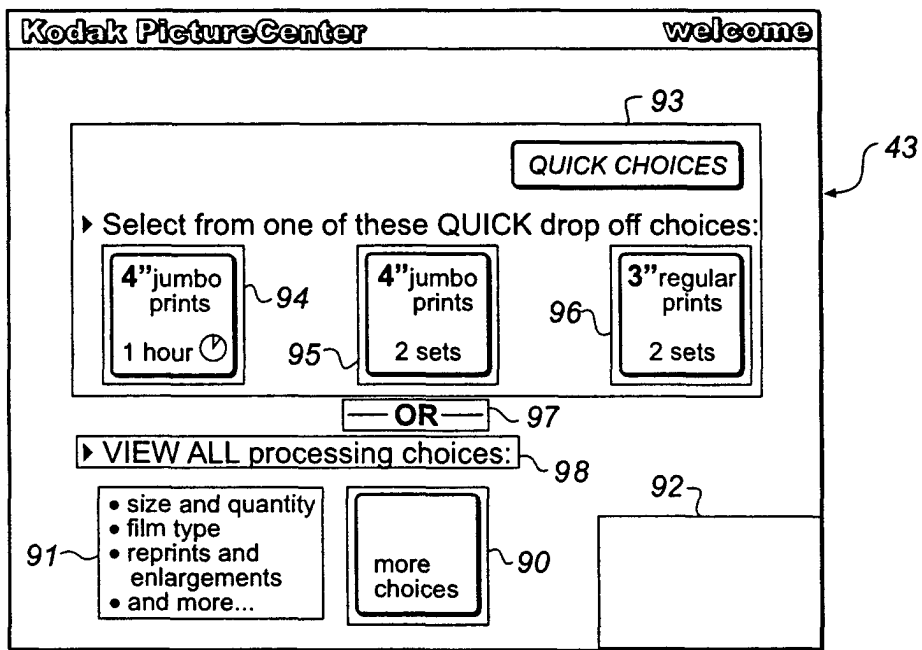 Kodak PictureCenter welcome
93
QUICK CHOICES
43
Select from one of these QUICK drop off choices:
4” jumbo prints
1 hour
94
4” jumbo prints
2 sets
95
3” regular prints
2 sets
96
OR
97
VIEW ALL processing choices:
98
• size and quantity
• film type
• reprints and
enlargements
• and more...
91
more
choices
90
92